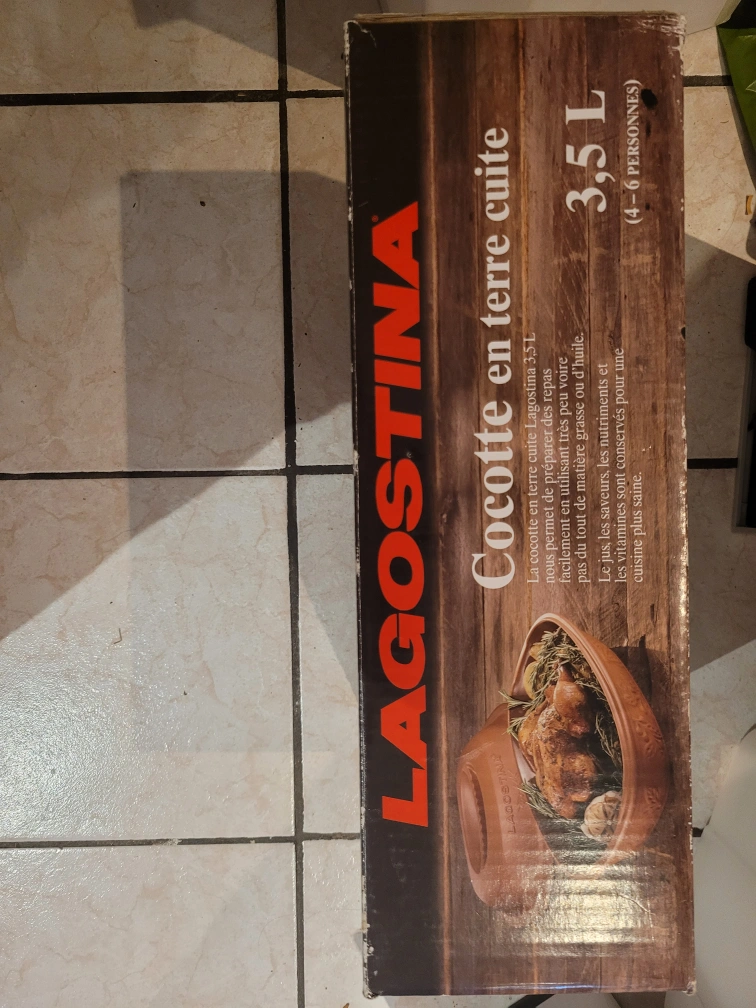 LAGOSTINA
Cocotte en terre cuite
La cocotte en terre cuite Lagostina 3,5 L
nous permet de préparer des repas
facilement en utilisant très peu voire
pas du tout de matière grasse ou d'huile.
Le jus, les saveurs, les nutriments et
les vitamines sont conservés pour une
cuisine plus saine.
3,5 L
(4 – 6 PERSONNES)
LAGOSTINA